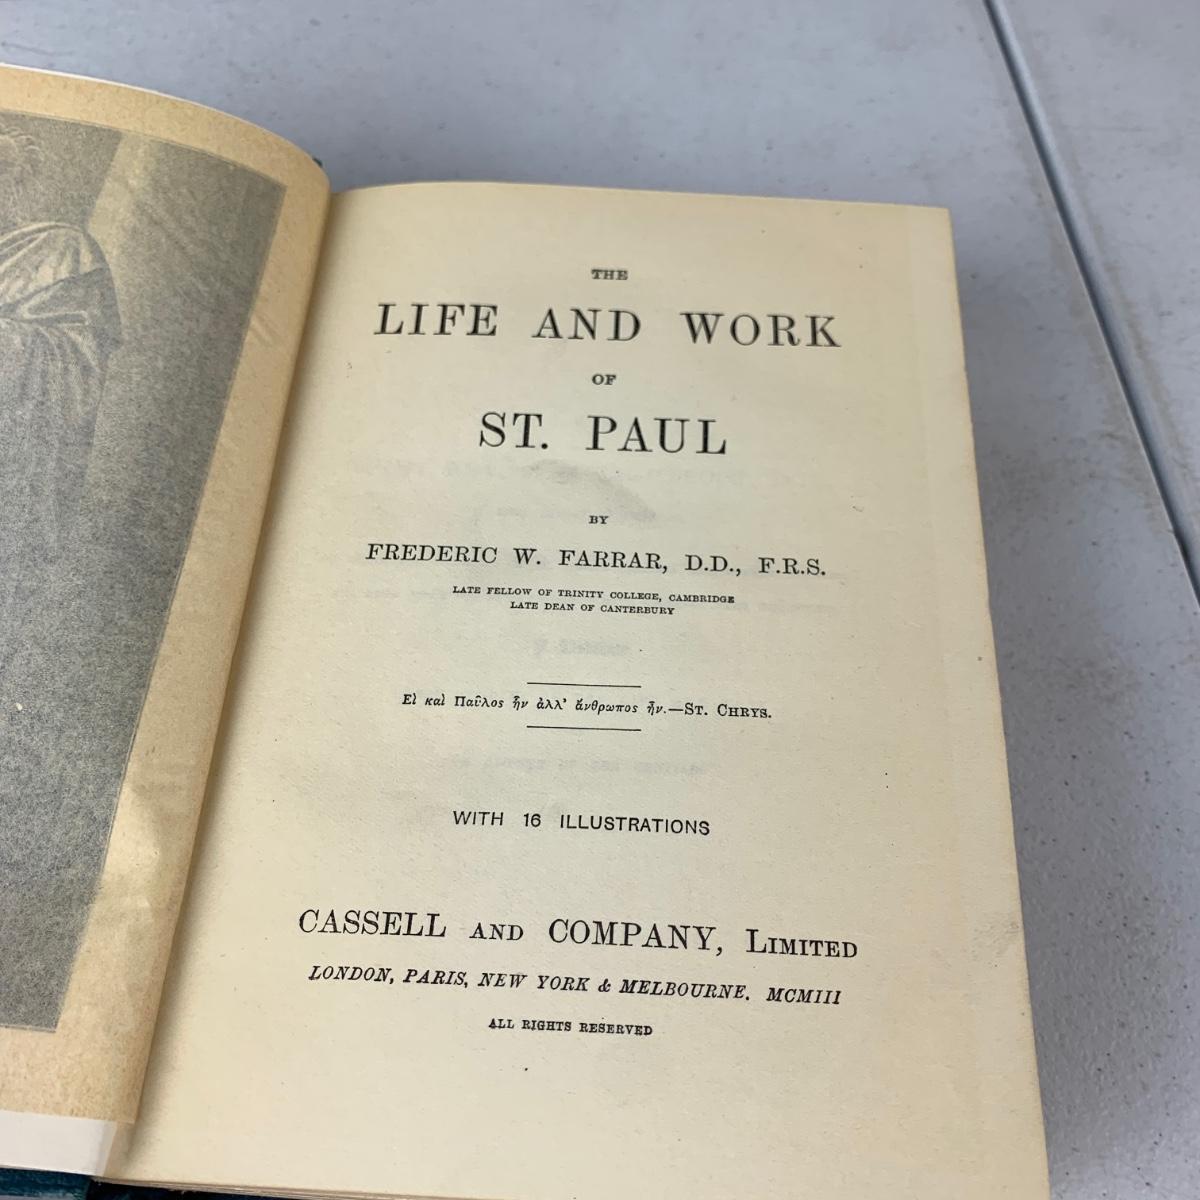 THE
LIFE AND WORK
OF
ST. PAUL
BY
FREDERIC W. FARRAR, D.D., F.R.S.
LATE FELLOW OF TRINITY COLLEGE, CAMBRIDGE
LATE DEAN OF CANTERBURY
Εἰ καὶ Παῦλος ἦν ἀλλ' ἄνθρωπος ἦν.—ST. CHRYS.
WITH 16 ILLUSTRATIONS
CASSELL AND COMPANY, LIMITED
LONDON, PARIS, NEW YORK & MELBOURNE. MCMIII
ALL RIGHTS RESERVED